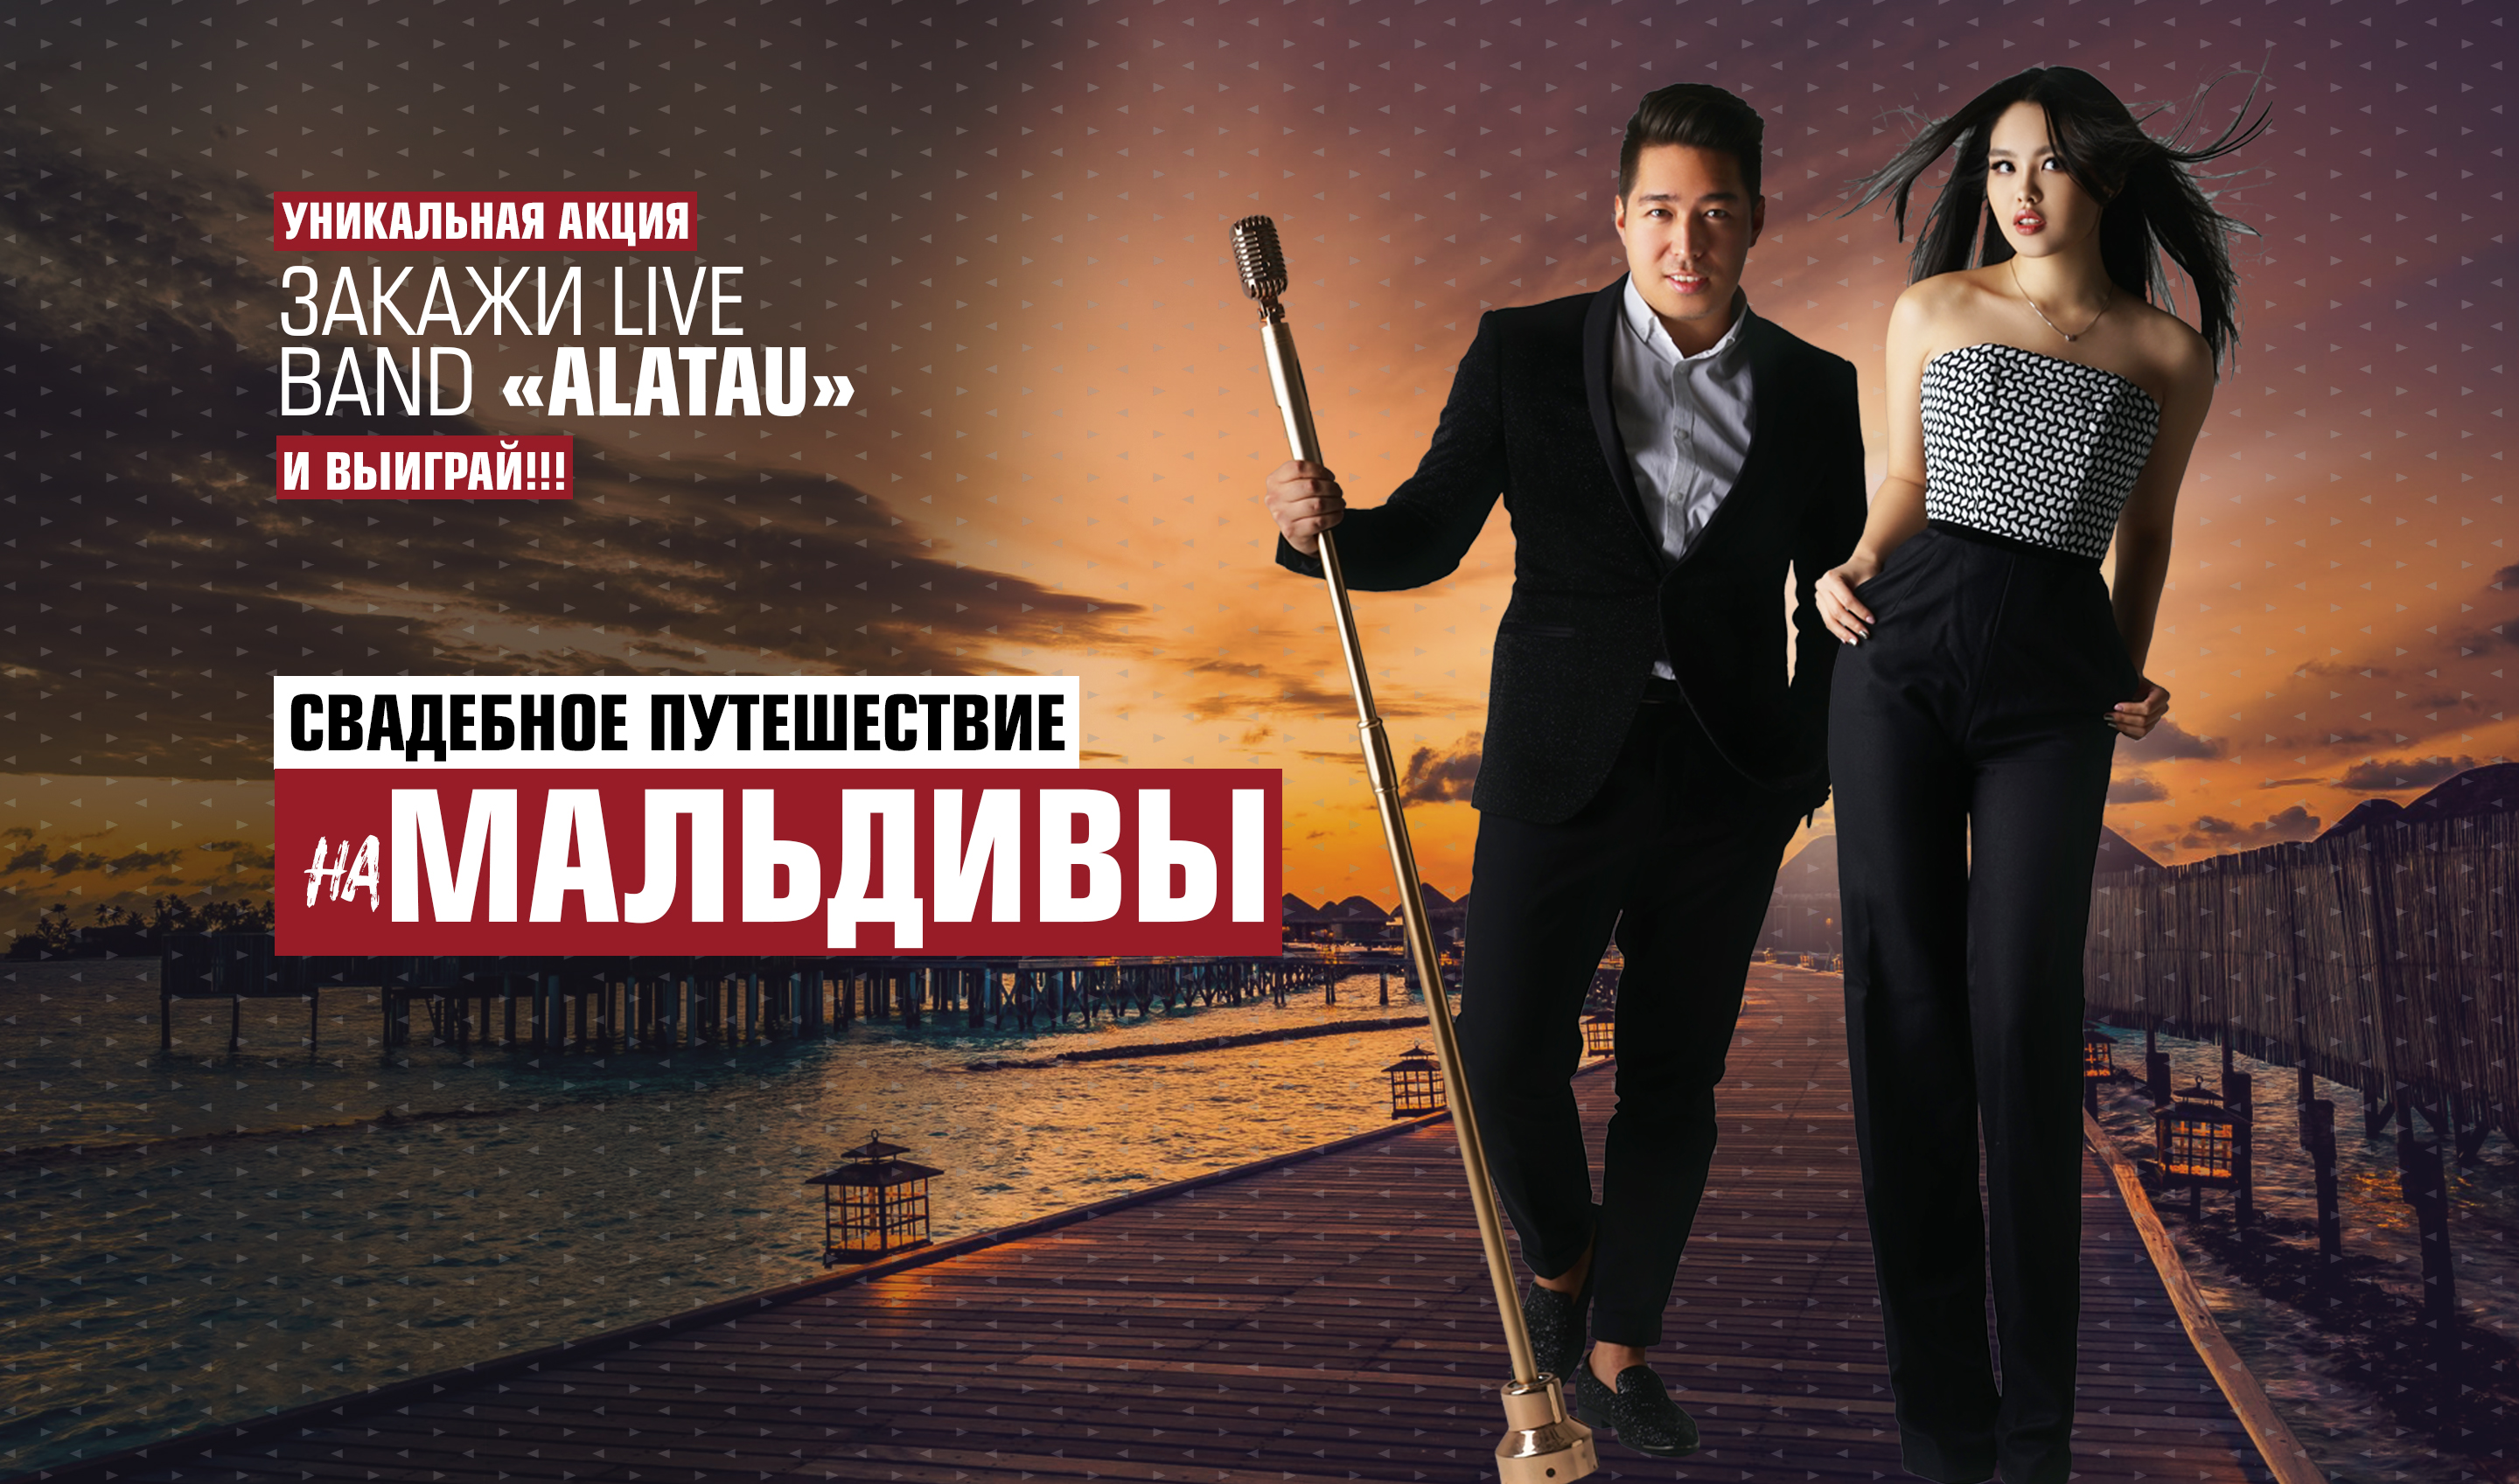 УНИКАЛЬНАЯ АКЦИЯ
ЗАКАЖИ LIVE
BAND «ALATAU»
И ВЫИГРАЙ!!!
СВАДЕБНОЕ ПУТЕШЕСТВИЕ
НА МАЛЬДИВЫ